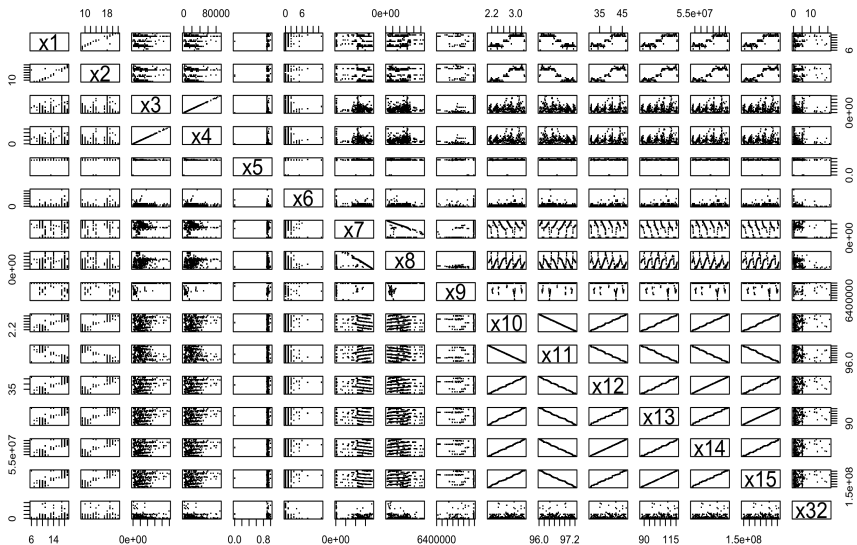 10 18 0 80000 0 6 0e+00 2.2 3.0 35 45 5.5e+07 0 10
x1 6
10 x2
x3 0e+00
0 x4
x5 0.0
0 x6
x7 0e+00
0e+00 x8
x9 6400000
2.2 x10
x11 96.0
35 x12
x13 90
5.5e+07 x14
x15 1.5e+08
0 x32
6 14 0e+00 0.0 0.8 0e+00 6400000 96.0 97.2 90 115 1.5e+08